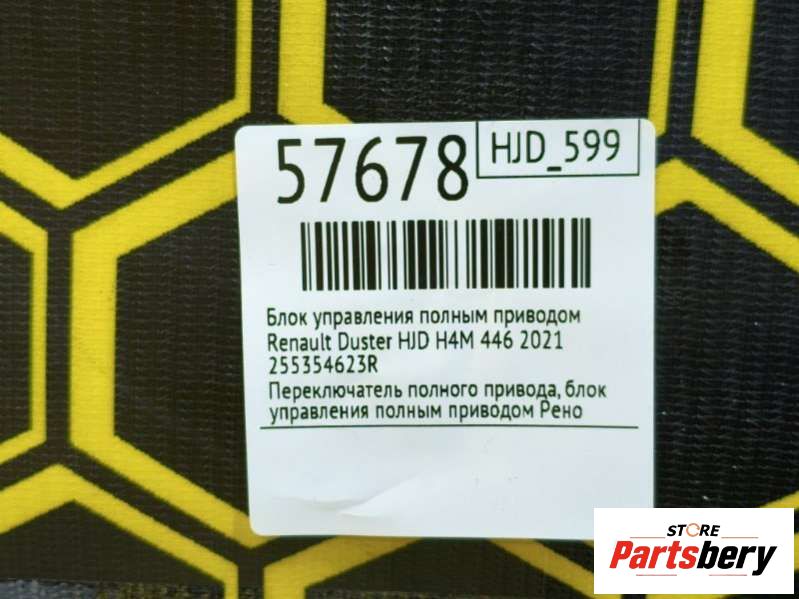 57678
HJD_599
Блок управления полным приводом
Renault Duster HJD H4M 446 2021
255354623R
Переключатель полного привода, блок
управления полным приводом Рено
STORE
Partsbery